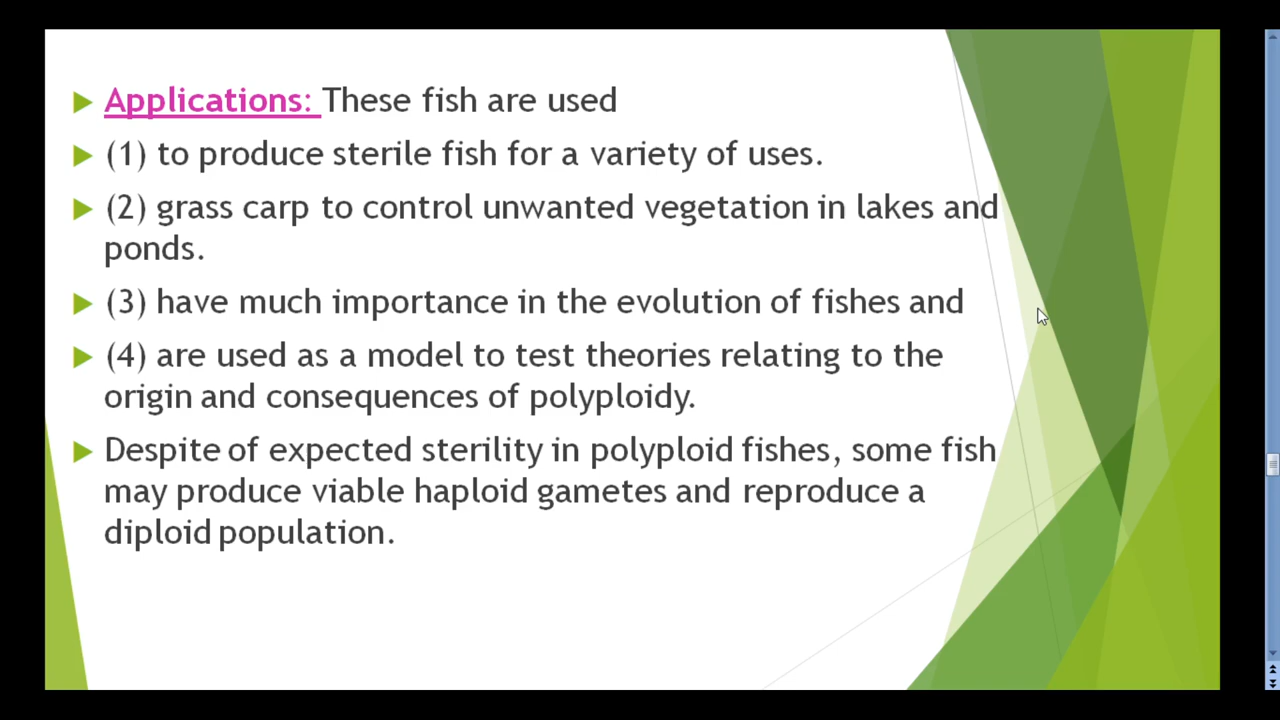 Applications: These fish are used
(1) to produce sterile fish for a variety of uses.
(2) grass carp to control unwanted vegetation in lakes and
ponds.
(3) have much importance in the evolution of fishes and
(4) are used as a model to test theories relating to the
origin and consequences of polyploidy.
Despite of expected sterility in polyploid fishes, some fish
may produce viable haploid gametes and reproduce a
diploid population.